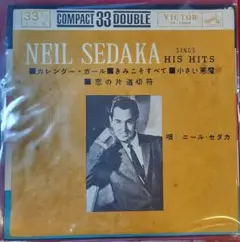 33
COMPACT 33 DOUBLE
VICTOR
NEIL SEDAKA
SINGS
HIS HITS
■カレンダー・ガール■きみこそすべて■小さい悪魔
■恋の片道切符
唄：ニール・セダカ